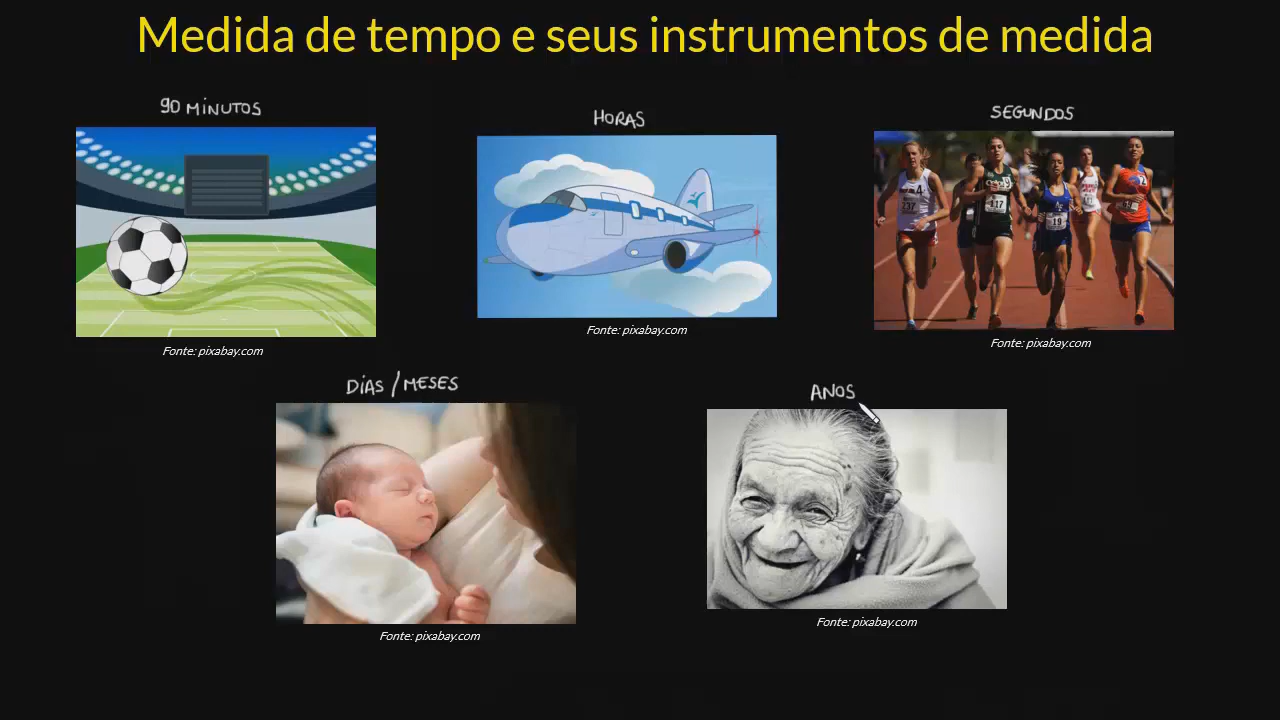 Medida de tempo e seus instrumentos de medida
90 MINUTOS
HORAS
SEGUNDOS
Fonte: pixabay.com
Fonte: pixabay.com
Fonte: pixabay.com
DIAS / MESES
ANOS
Fonte: pixabay.com
Fonte: pixabay.com